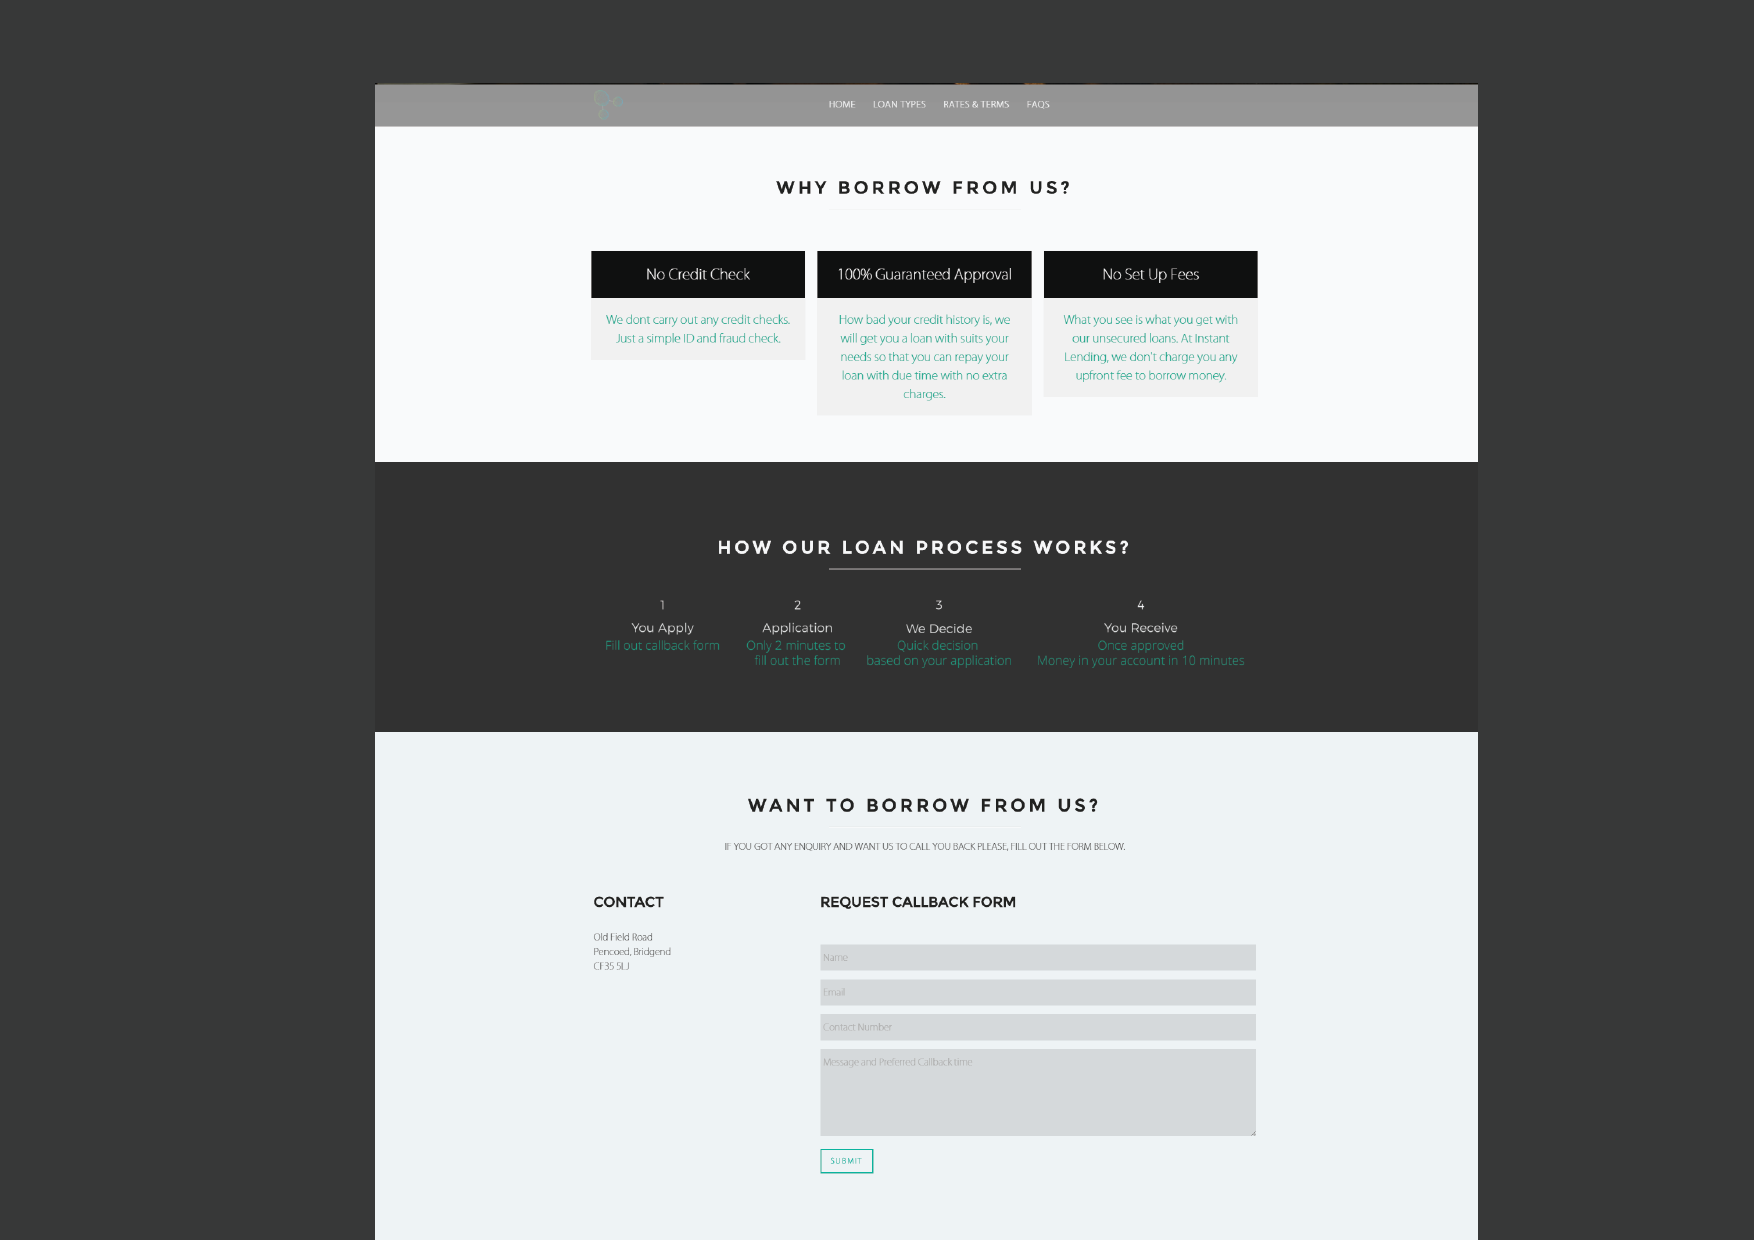 HOME LOAN TYPES RATES & TERMS FAQS
WHY BORROW FROM US?
No Credit Check
We dont carry out any credit checks.
Just a simple ID and fraud check.
100% Guaranteed Approval
How bad your credit history is, we
will get you a loan with suits your
needs so that you can repay your
loan with due time with no extra
charges.
No Set Up Fees
What you see is what you get with
our unsecured loans. At Instant
Lending, we don't charge you any
upfront fee to borrow money.
HOW OUR LOAN PROCESS WORKS?
1
You Apply
Fill out callback form
2
Application
Only 2 minutes to
fill out the form
3
We Decide
Quick decision
based on your application
4
You Receive
Once approved
Money in your account in 10 minutes
WANT TO BORROW FROM US?
IF YOU GOT ANY ENQUIRY AND WANT US TO CALL YOU BACK PLEASE, FILL OUT THE FORM BELOW.
CONTACT
Old Field Road
Pencoed, Bridgend
CF35 5LJ
REQUEST CALLBACK FORM
Name
Email
Contact Number
Message and Preferred Callback time
SUBMIT